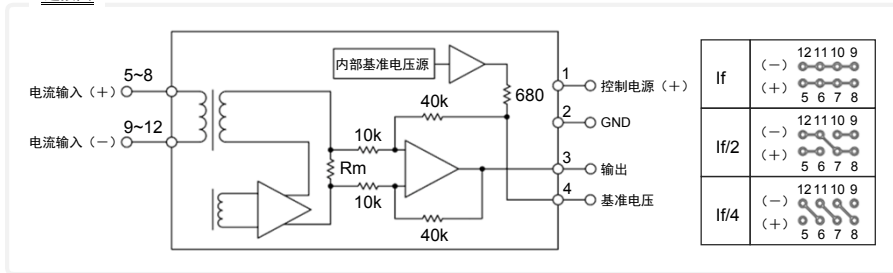 内部基准电压源
5~8
电流输入（+）
9~12
电流输入（−）
680
40k
10k
Rm
10k
40k
1
控制电源（+）
2
GND
3
输出
4
基准电压
If
（−）
12 11 10 9
（+）
5 6 7 8
If/2
12 11 10 9
（−）
（+）
5 6 7 8
If/4
12 11 10 9
（−）
（+）
5 6 7 8